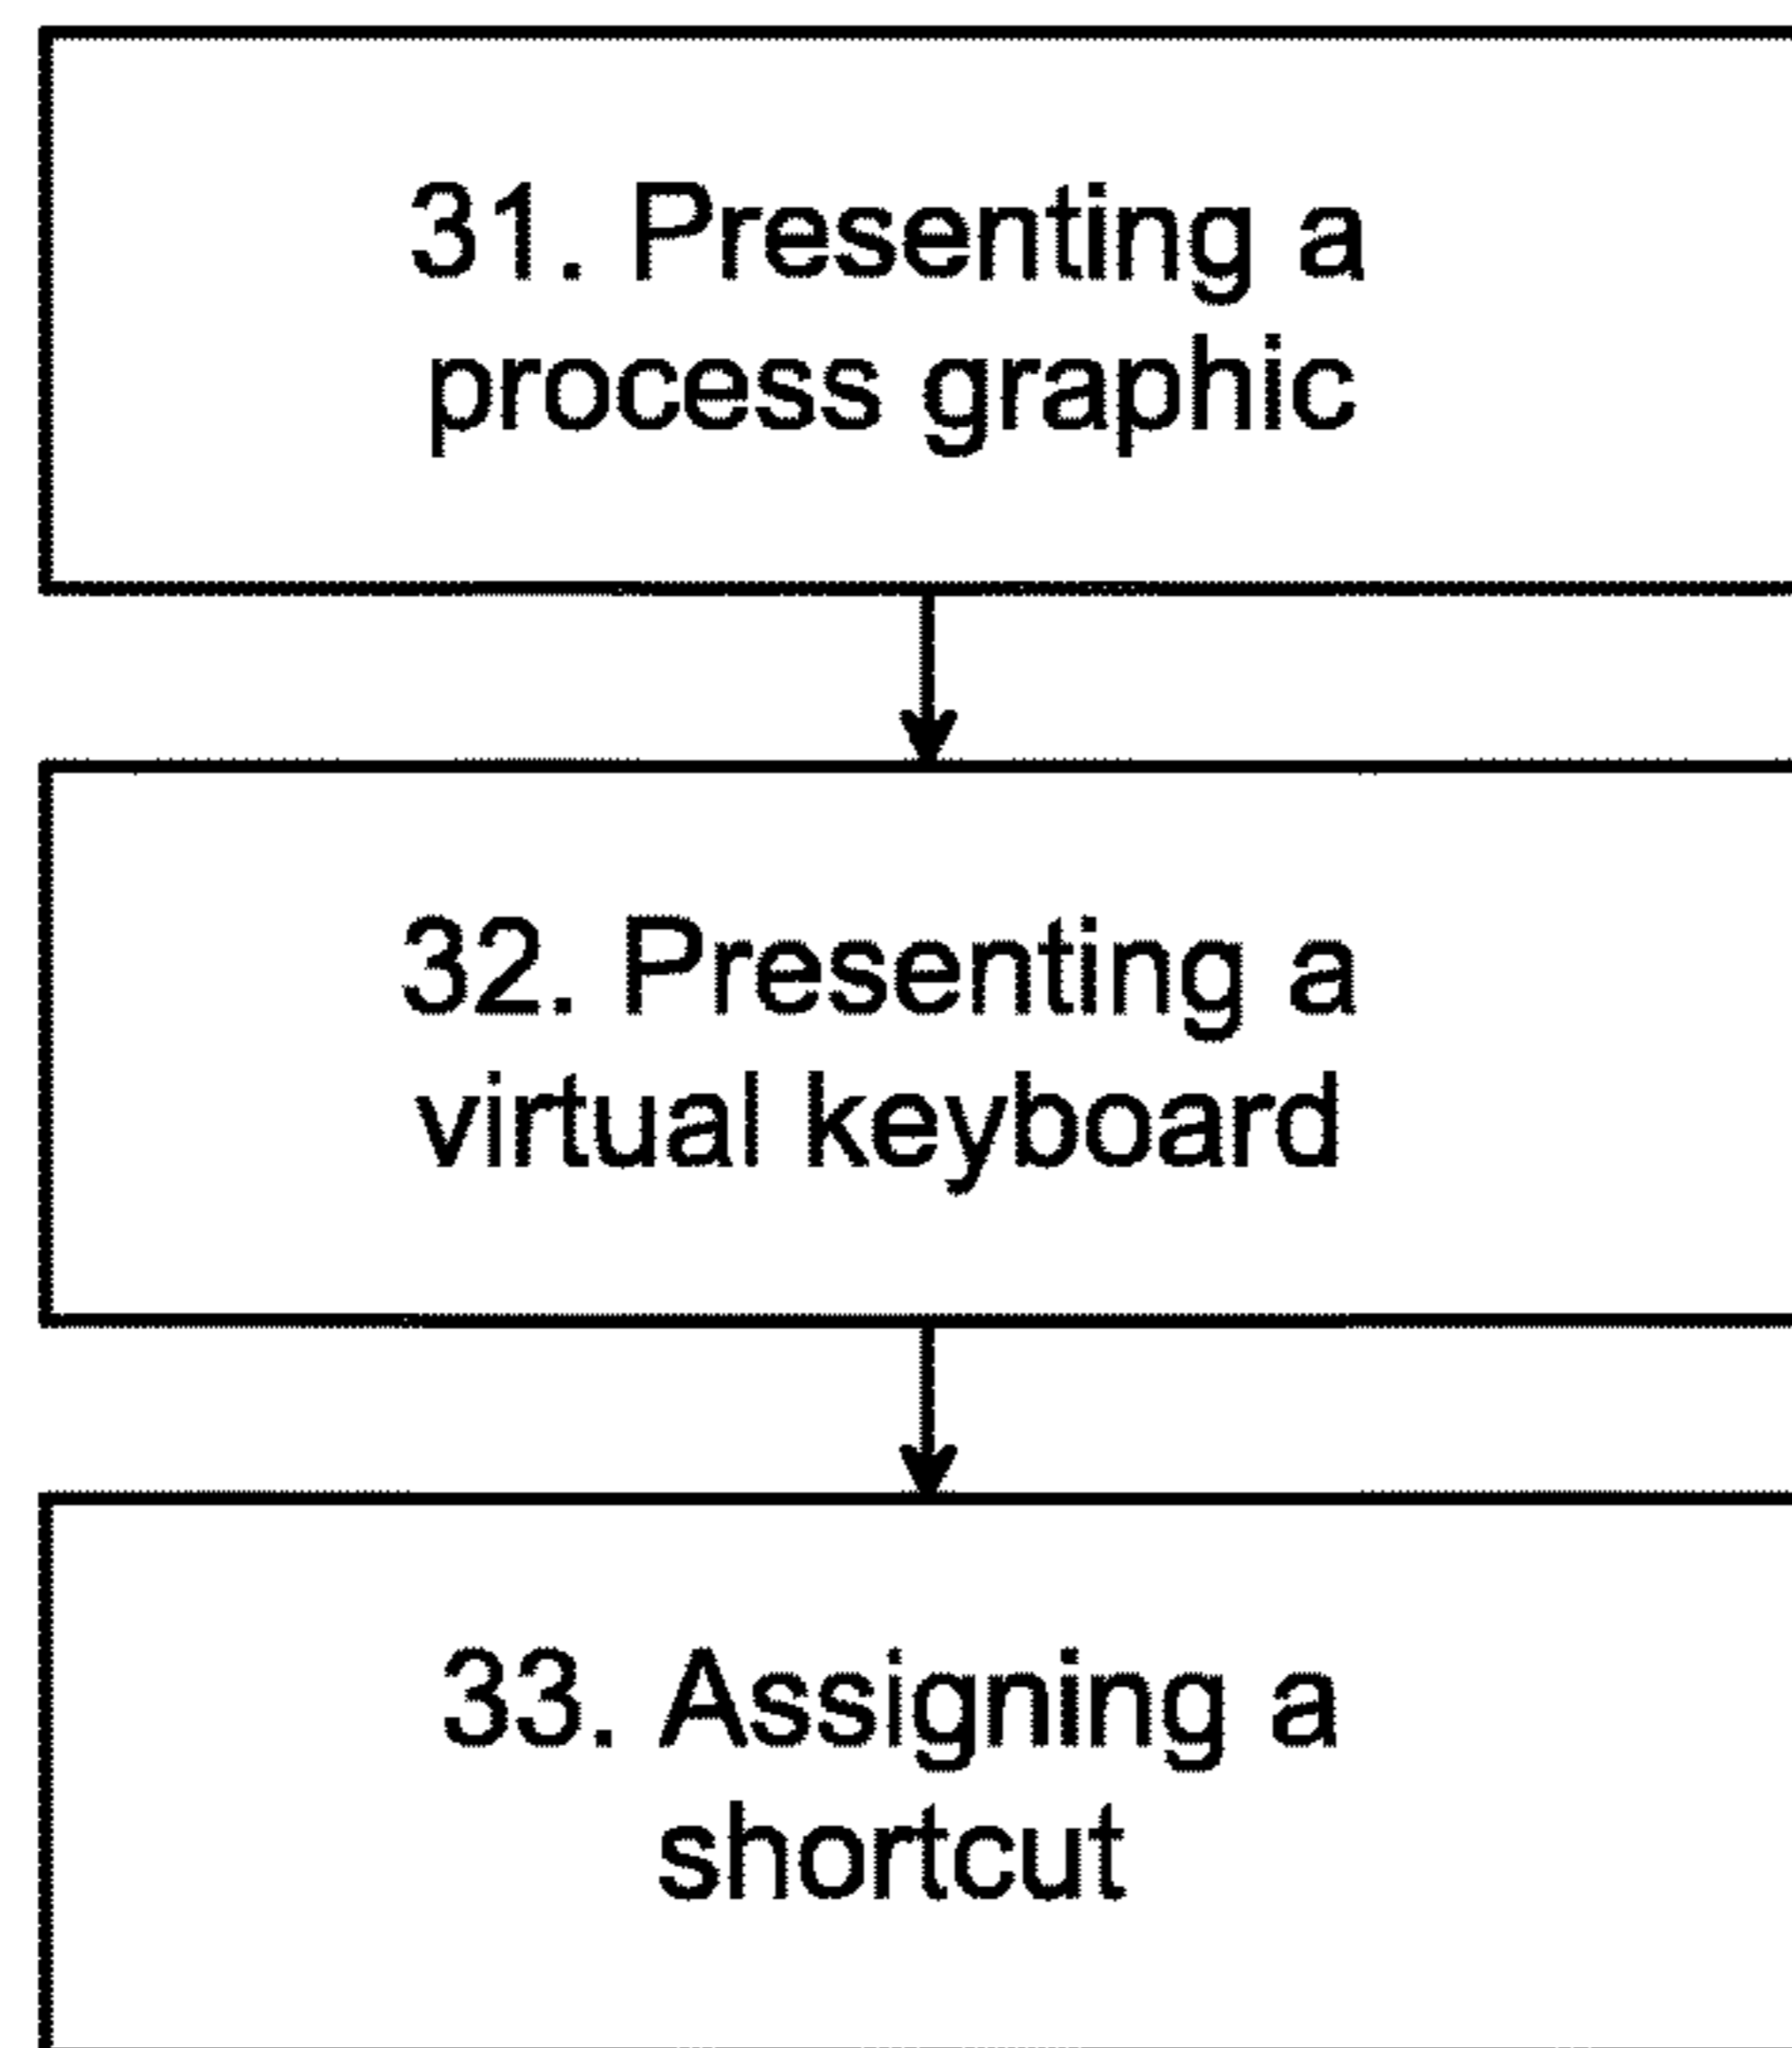 31. Presenting a
process graphic
32. Presenting a
virtual keyboard
33. Assigning a
shortcut